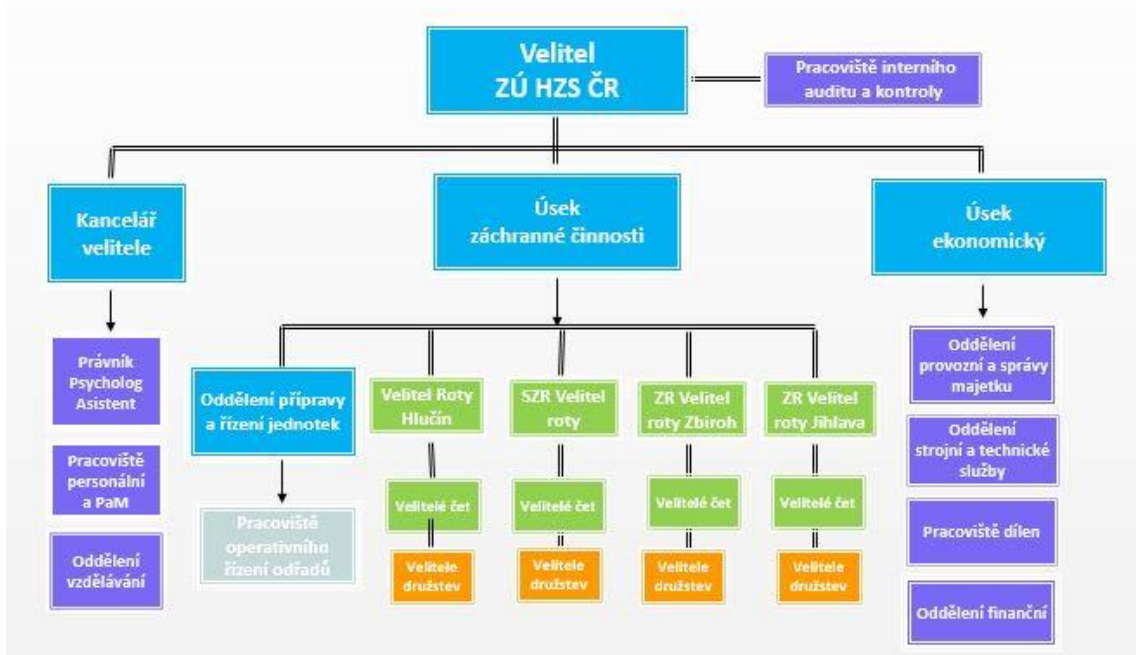 Velitel
ZÚ HZS ČR
Pracoviště interního
auditu a kontroly
Kancelář
velitele
Úsek
záchranné činnosti
Úsek
ekonomický
Právník
Psycholog
Asistent
Pracoviště
personální
a PaM
Oddělení
vzdělávání
Oddělení přípravy
a řízení jednotek
Pracoviště
operativního
řízení odřadů
Velitel Roty
Hlučín
Velitelé čet
Velitele
družstev
SZR Velitel
roty
Velitelé čet
Velitele
družstev
ZR Velitel
roty Zbiroh
Velitelé čet
Velitele
družstev
ZR Velitel
roty Jihlava
Velitelé čet
Velitele
družstev
Oddělení
provozní a správy
majetku
Oddělení
strojní a technické
služby
Pracoviště dílen
Oddělení finanční